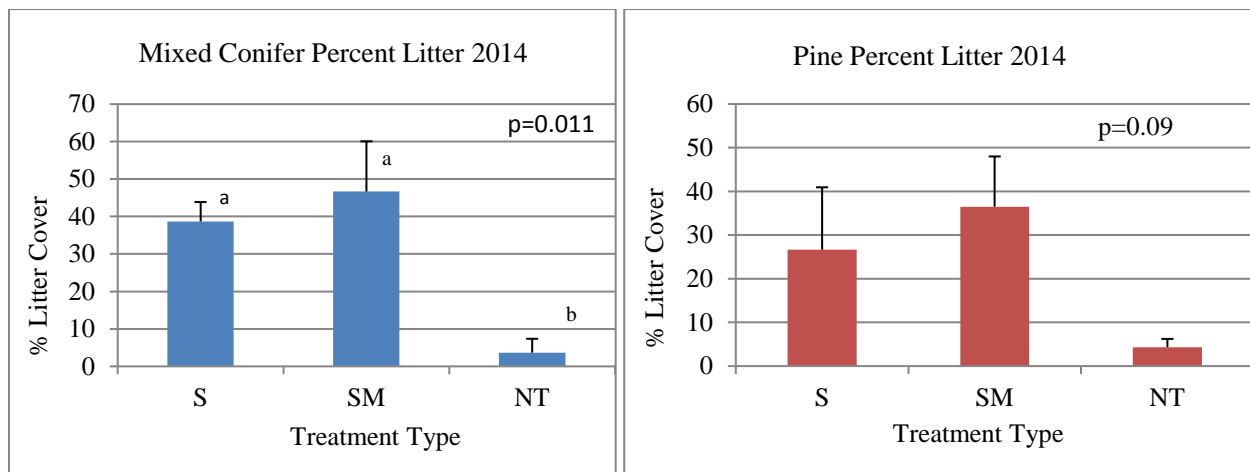 Mixed Conifer Percent Litter 2014
p=0.011
70
60
50
40
30
20
10
0
% Litter Cover
a
a
b
S SM NT
Treatment Type
Pine Percent Litter 2014
p=0.09
60
50
40
30
20
10
0
% Litter Cover
S SM NT
Treatment Type